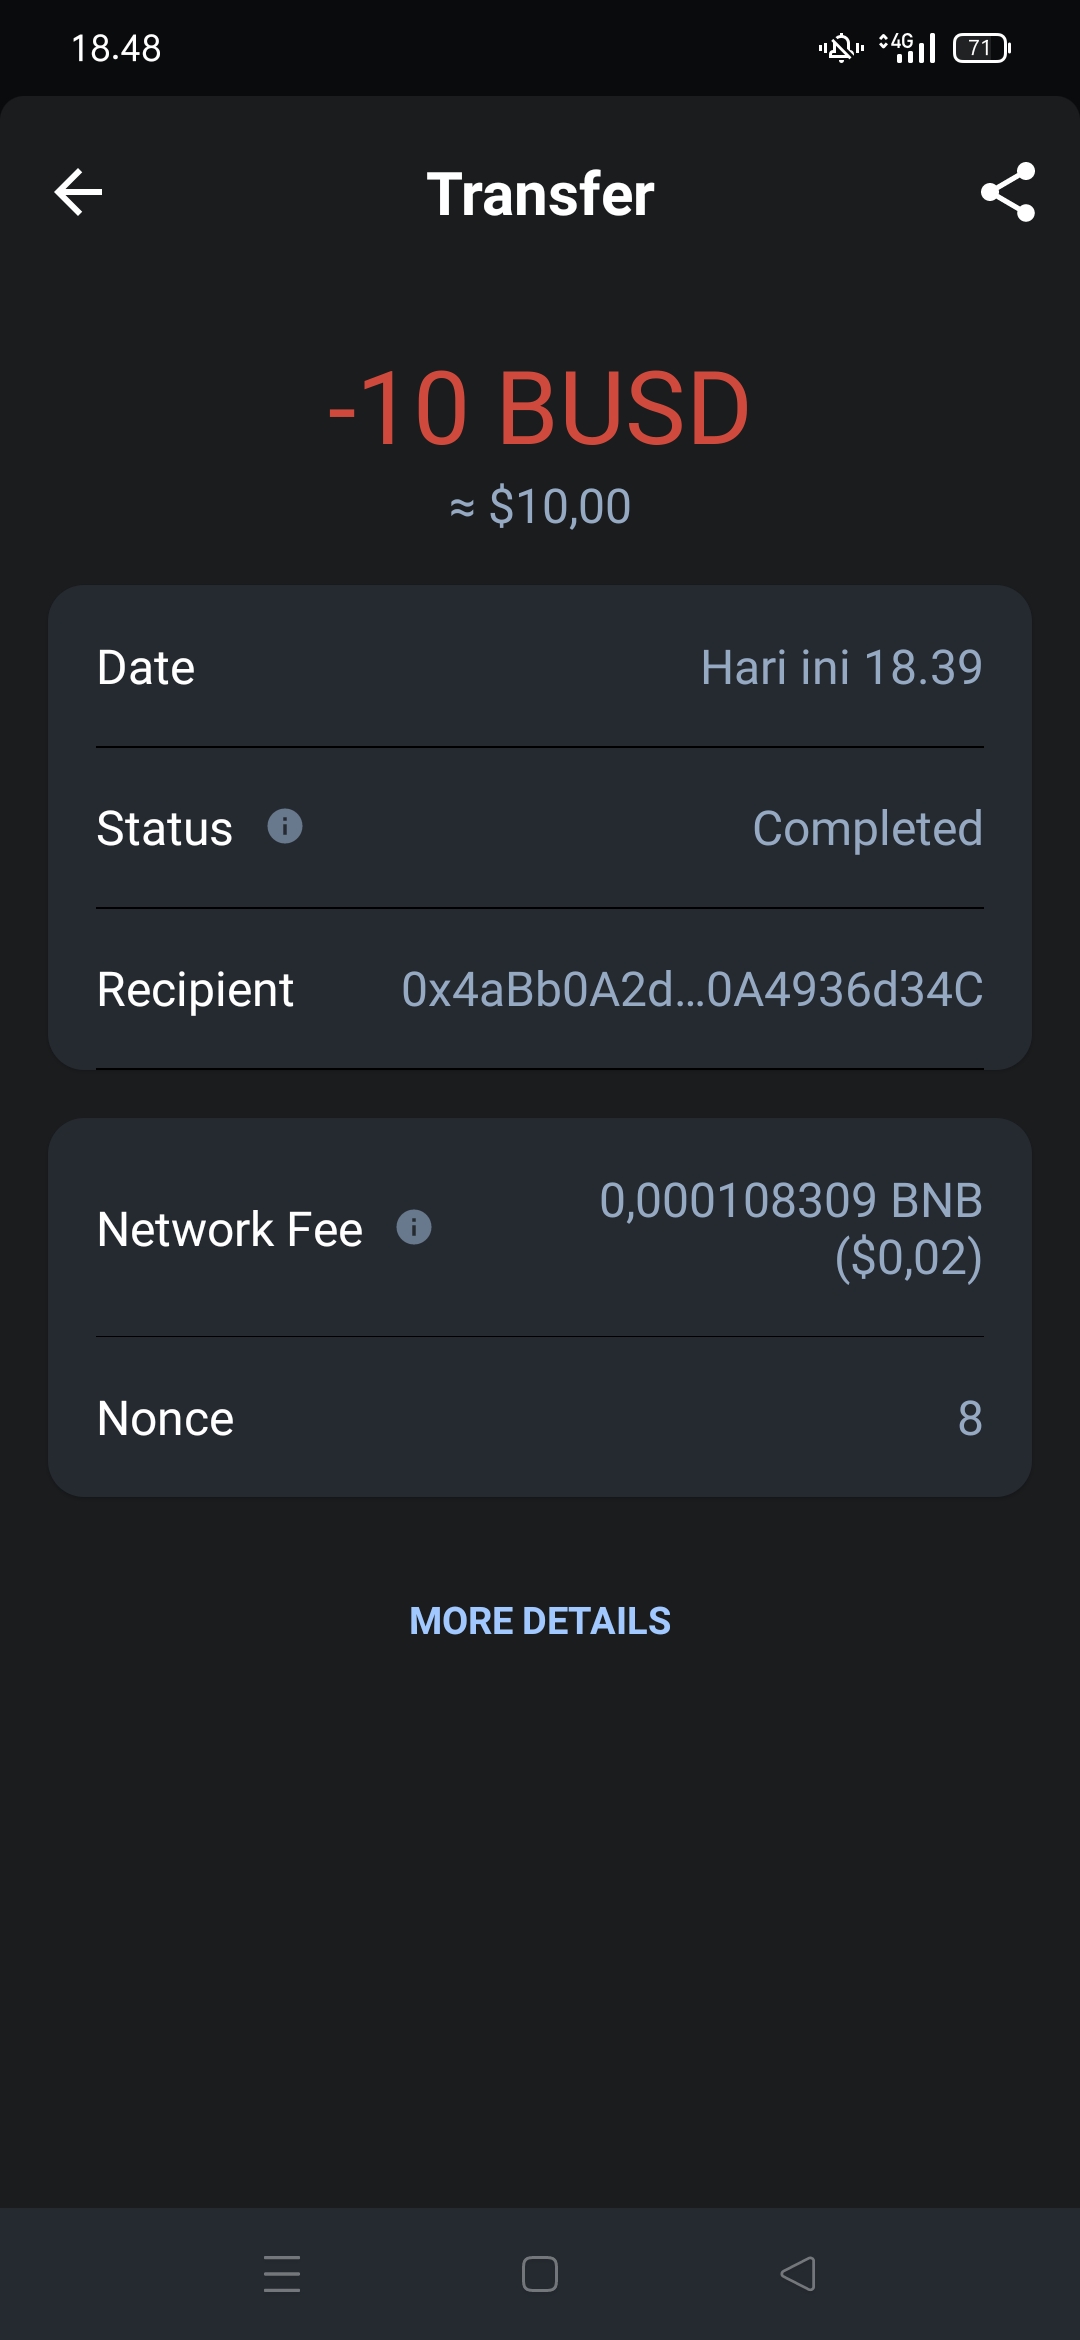 18.48
4G 71
Transfer
-10 BUSD
≈ $10,00
Date Hari ini 18.39
Status Completed
Recipient 0x4aBb0A2d...0A4936d34C
Network Fee 0,000108309 BNB
($0,02)
Nonce 8
MORE DETAILS